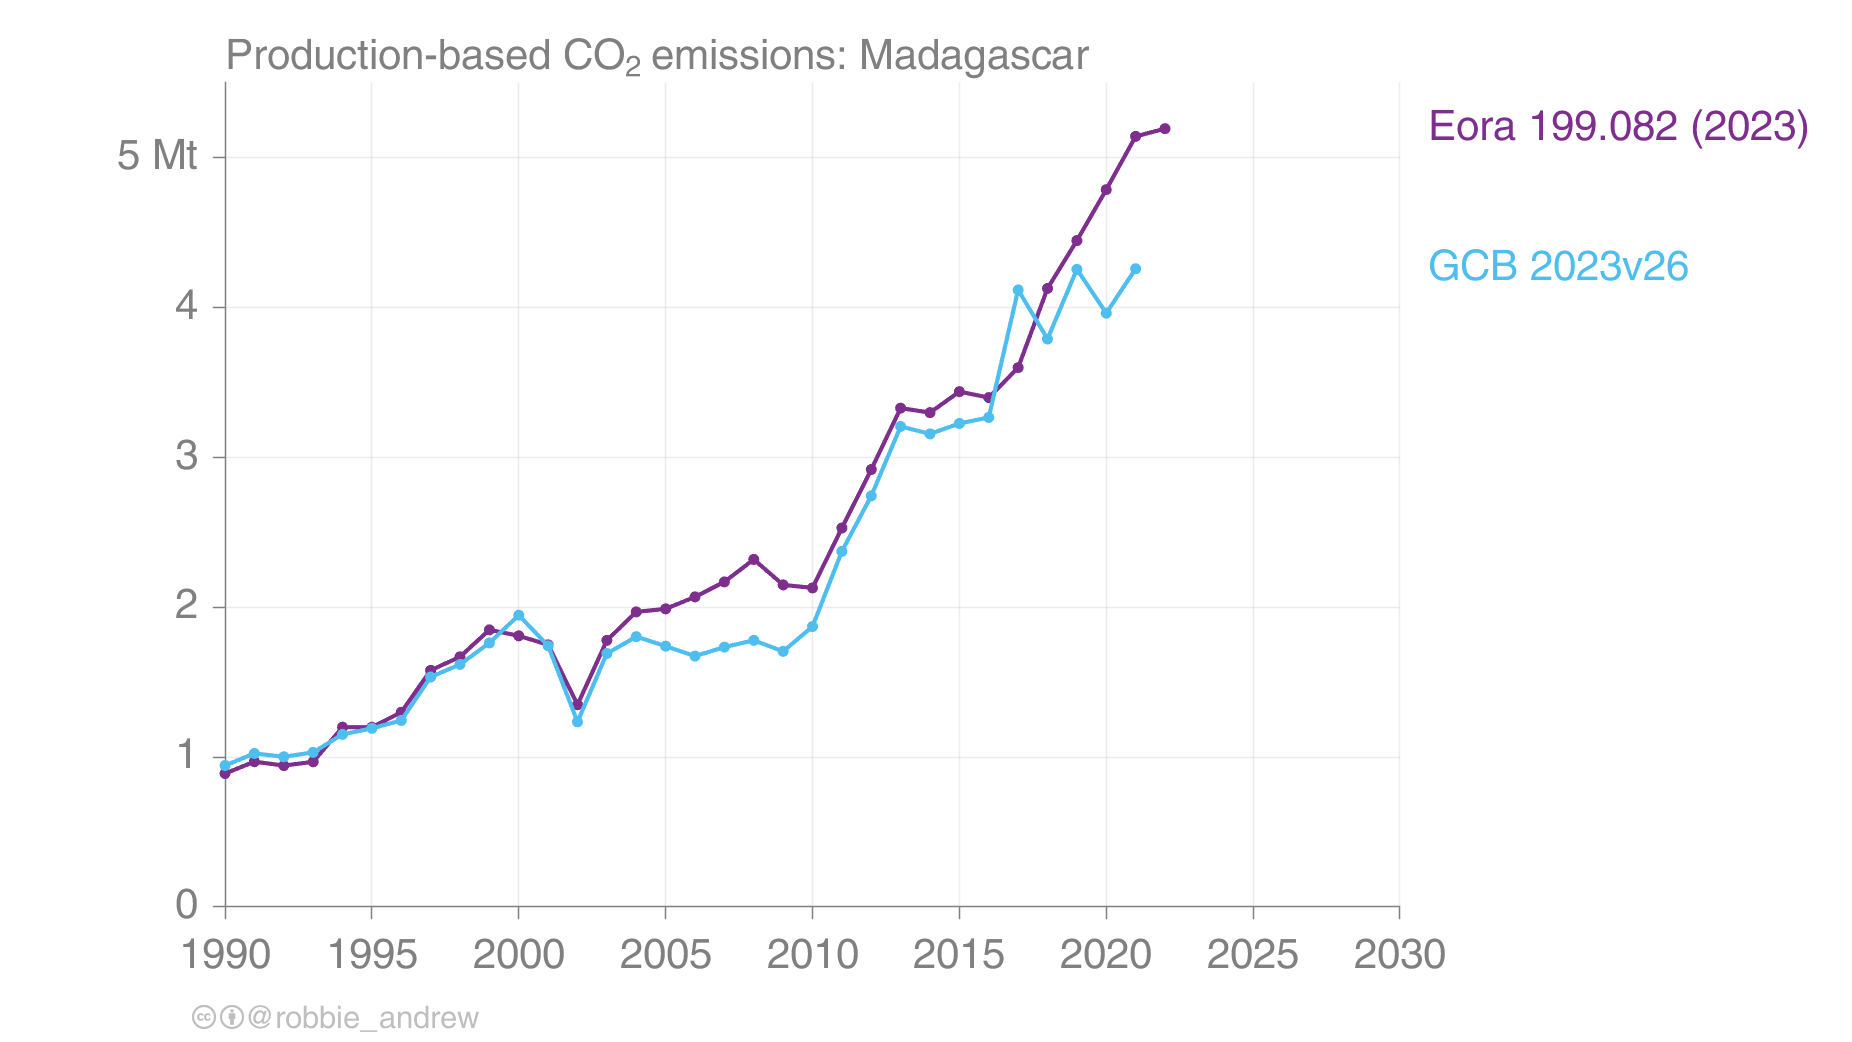 Production-based CO₂ emissions: Madagascar
Eora 199.082 (2023)
GCB 2023v26
5 Mt
4
3
2
1
0
1990 1995 2000 2005 2010 2015 2020 2025 2030
cc @robbie_andrew